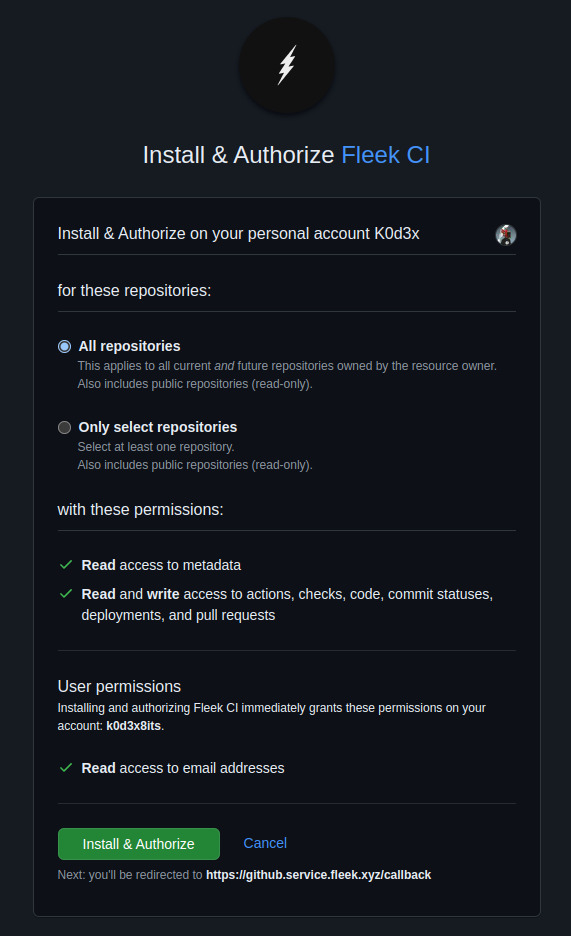 Install & Authorize Fleek CI
Install & Authorize on your personal account K0d3x
for these repositories:
All repositories
This applies to all current and future repositories owned by the resource owner.
Also includes public repositories (read-only).
Only select repositories
Select at least one repository.
Also includes public repositories (read-only).
with these permissions:
Read access to metadata
Read and write access to actions, checks, code, commit statuses,
deployments, and pull requests
User permissions
Installing and authorizing Fleek CI immediately grants these permissions on your
account: k0d3x8its.
Read access to email addresses
Install & Authorize Cancel
Next: you'll be redirected to https://github.service.fleek.xyz/callback